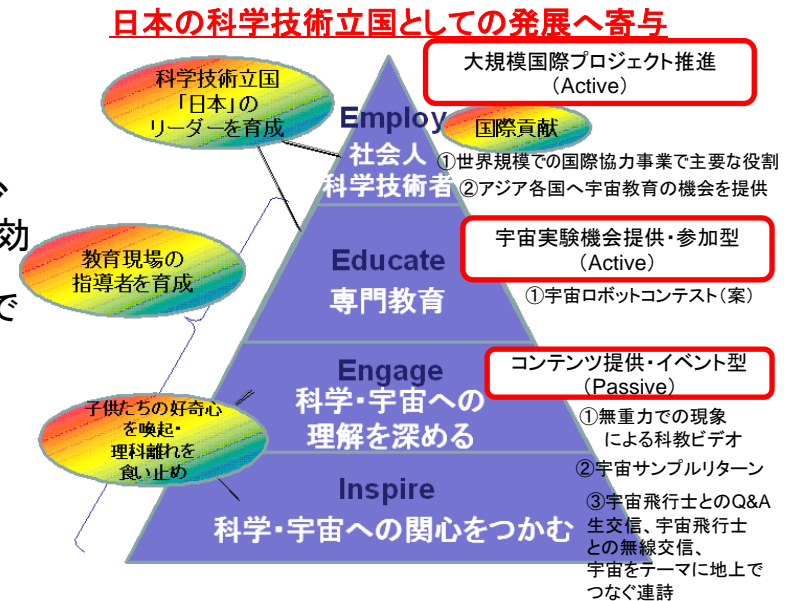 日本の科学技術立国としての発展へ寄与
科学技術立国
「日本」の
リーダーを育成
大規模国際プロジェクト推進
（Active）
Employ
社会人
科学技術者
国際貢献
①世界規模での国際協力事業で主要な役割
②アジア各国へ宇宙教育の機会を提供
効
で
教育現場の
指導者を育成
Educate
専門教育
宇宙実験機会提供・参加型
（Active）
①宇宙ロボットコンテスト（案）
Engage
科学・宇宙への
理解を深める
コンテンツ提供・イベント型
（Passive）
①無重力での現象
による科教ビデオ
②宇宙サンプルリターン
③宇宙飛行士とのQ&A
生交信、宇宙飛行士
との無線交信、
宇宙をテーマに地上で
つなぐ連詩
子供たちの好奇心
を喚起・
理科離れを
食い止め
Inspire
科学・宇宙への関心をつかむ